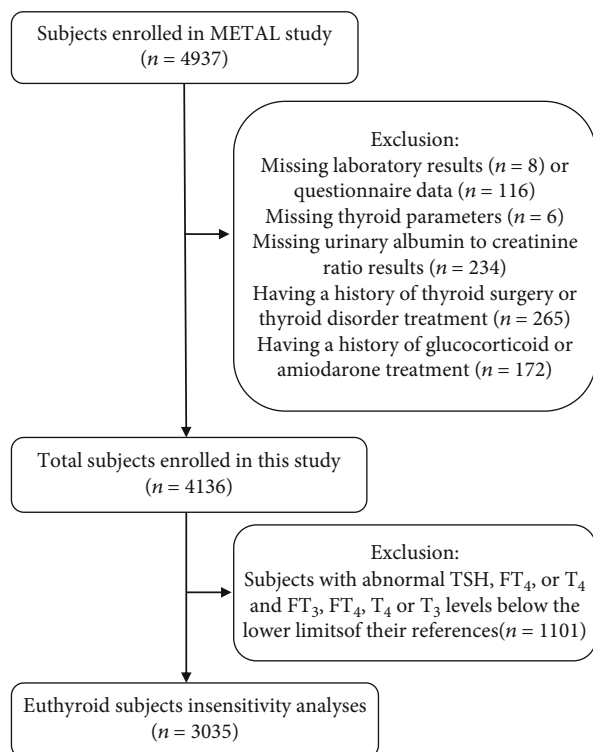 Subjects enrolled in METAL study
(n = 4937)
Exclusion:
Missing laboratory results (n = 8) or
questionnaire data (n = 116)
Missing thyroid parameters (n = 6)
Missing urinary albumin to creatinine
ratio results (n = 234)
Having a history of thyroid surgery or
thyroid disorder treatment (n = 265)
Having a history of glucocorticoid or
amiodarone treatment (n = 172)
Total subjects enrolled in this study
(n = 4136)
Exclusion:
Subjects with abnormal TSH, FT₄, or T₄
and FT₃, FT₄, T₄ or T₃ levels below the
lower limitsof their references(n = 1101)
Euthyroid subjects insensitivity analyses
(n = 3035)